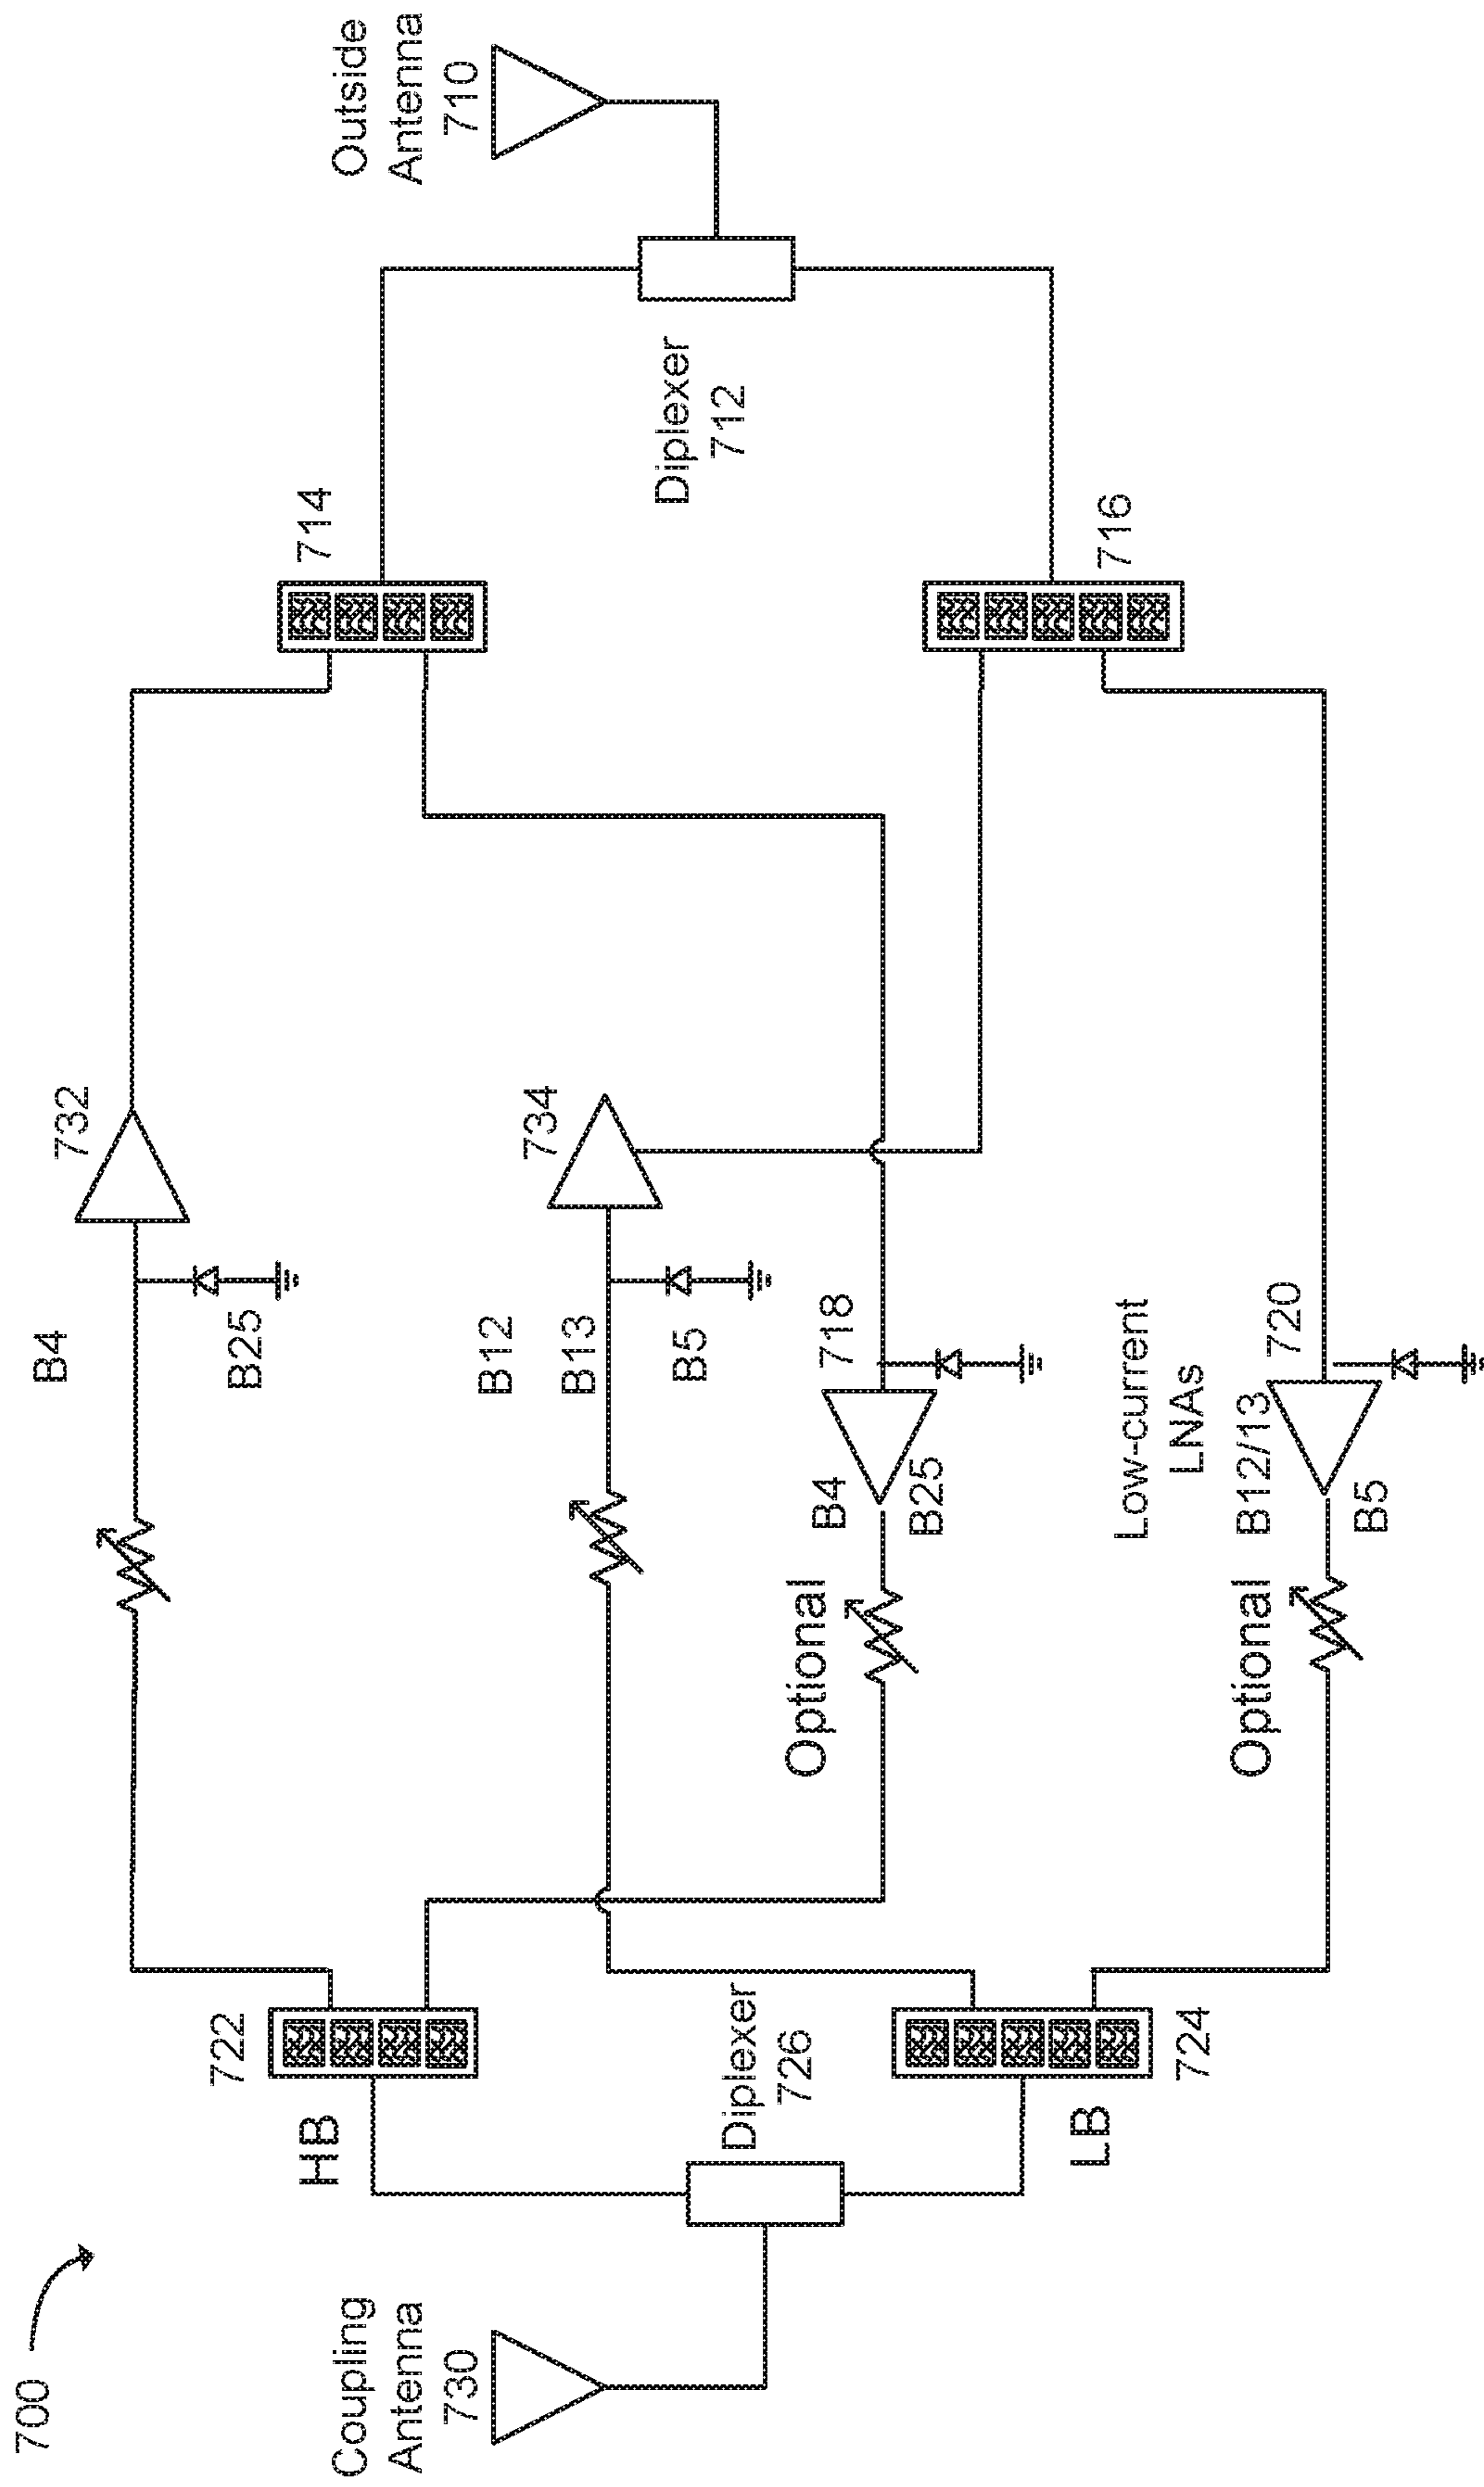 700
Coupling
Antenna
730
HB
722
Diplexer
726
LB
724
B4
B25
732
B12
B13
B5
734
Optional
B4
B25
718
Low-current
LNAs
Optional
B12/13
B5
720
714
716
Diplexer
712
Outside
Antenna
710